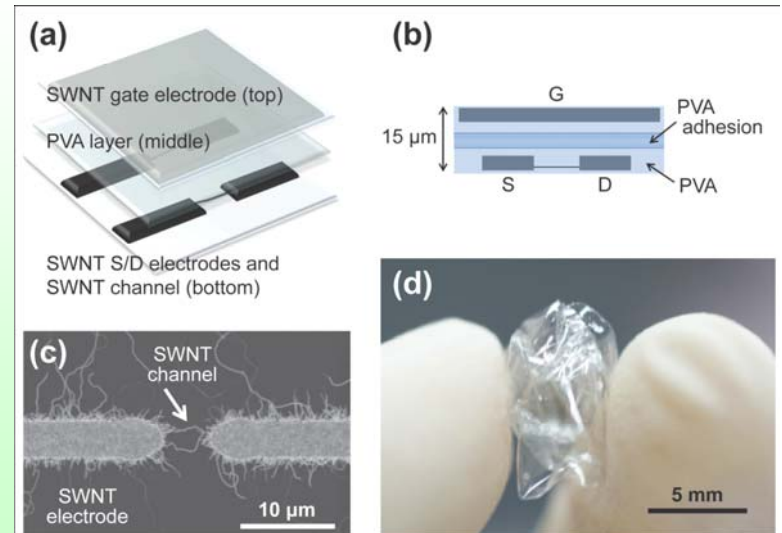 (a)
SWNT gate electrode (top)
PVA layer (middle)
SWNT S/D electrodes and
SWNT channel (bottom)
(b)
G
15 µm
PVA
adhesion
S
D
PVA
(c)
SWNT
channel
SWNT
electrode
10 µm
(d)
5 mm